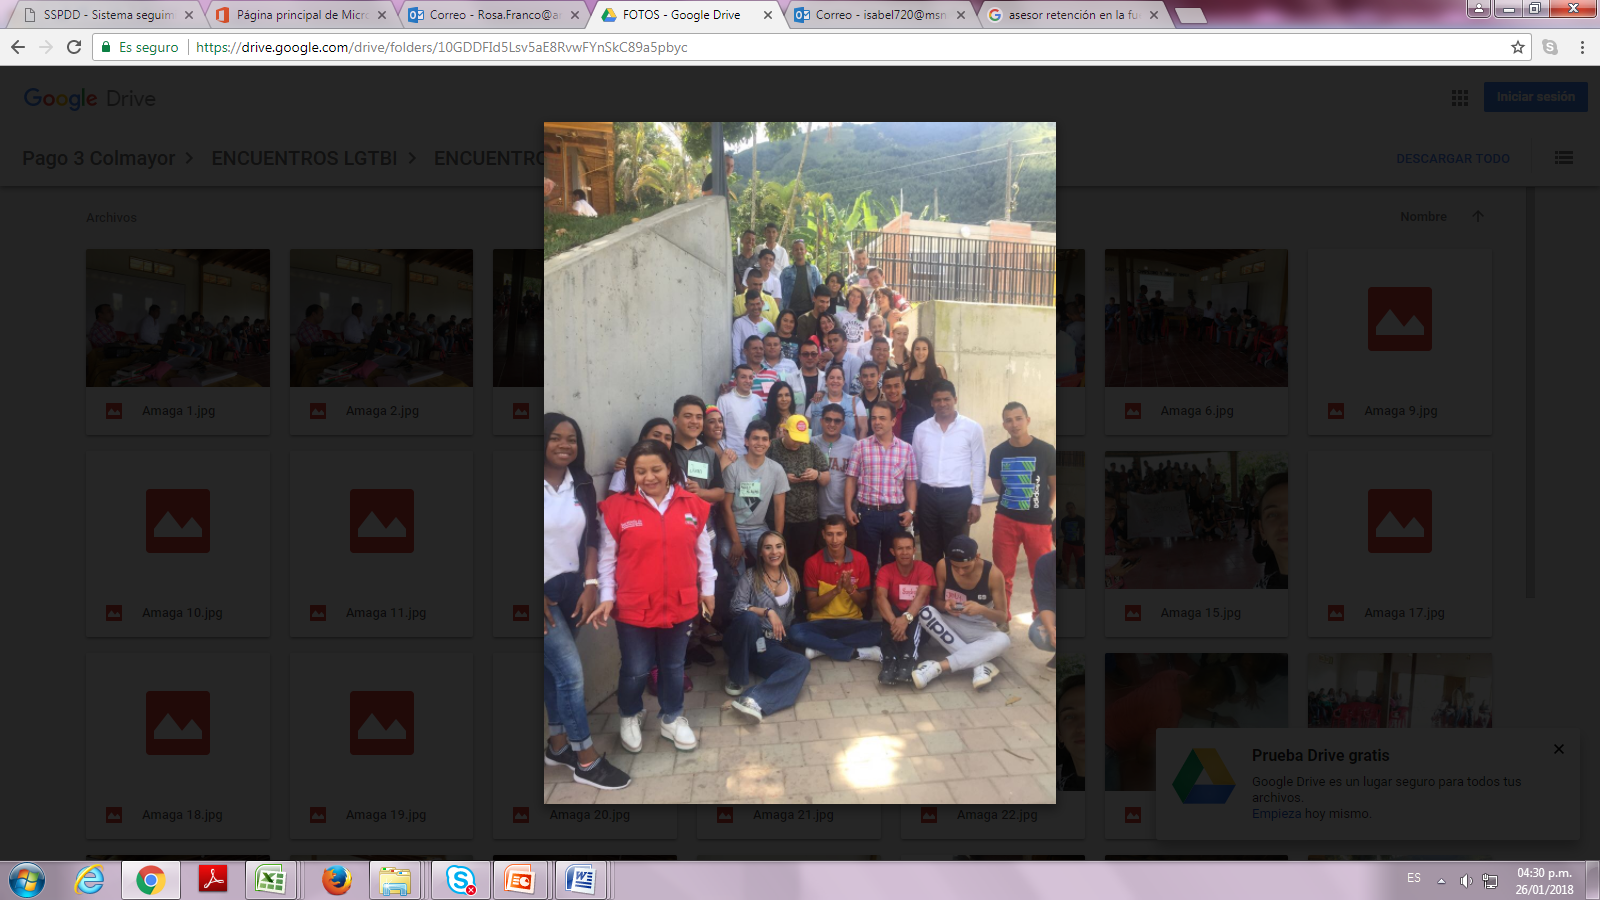 SSPDD - Sistema seguim
Página principal de Micro
Correo - Rosa.Franco@a
FOTOS - Google Drive
Correo - isabel720@msn
asesor retención en la fu
Es seguro
https://drive.google.com/drive/folders/10GDDFId5Lsv5aE8RvwFYnSkC89a5pbyc
Google Drive
Iniciar sesión
Pago 3 Colmayor > ENCUENTROS LGTBI > ENCUENTRO
DESCARGAR TODO
Archivos
Nombre
Amaga 1.jpg
Amaga 2.jpg
Amaga 6.jpg
Amaga 9.jpg
Amaga 10.jpg
Amaga 11.jpg
Amaga 15.jpg
Amaga 17.jpg
adidas
Amaga 18.jpg
Amaga 19.jpg
Amaga 20.jpg
Amaga 21.jpg
Amaga 22.jpg
Prueba Drive gratis
Google Drive es un lugar seguro para todos tus
archivos.
Empieza hoy mismo.
ES
04:30 p.m.
26/01/2018